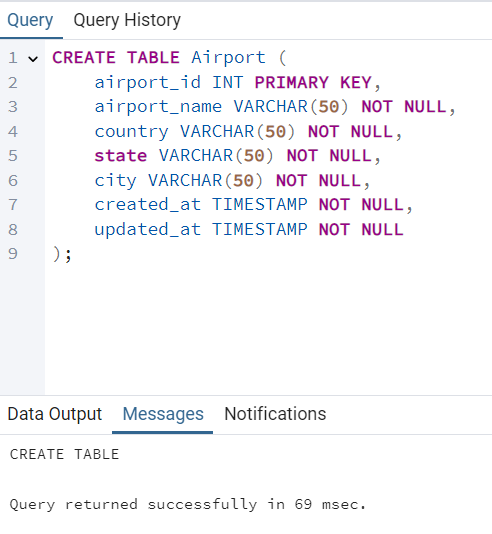 Query Query History
1 CREATE TABLE Airport (
2 airport_id INT PRIMARY KEY,
3 airport_name VARCHAR(50) NOT NULL,
4 country VARCHAR(50) NOT NULL,
5 state VARCHAR(50) NOT NULL,
6 city VARCHAR(50) NOT NULL,
7 created_at TIMESTAMP NOT NULL,
8 updated_at TIMESTAMP NOT NULL
9 );
Data Output Messages Notifications
CREATE TABLE
Query returned successfully in 69 msec.